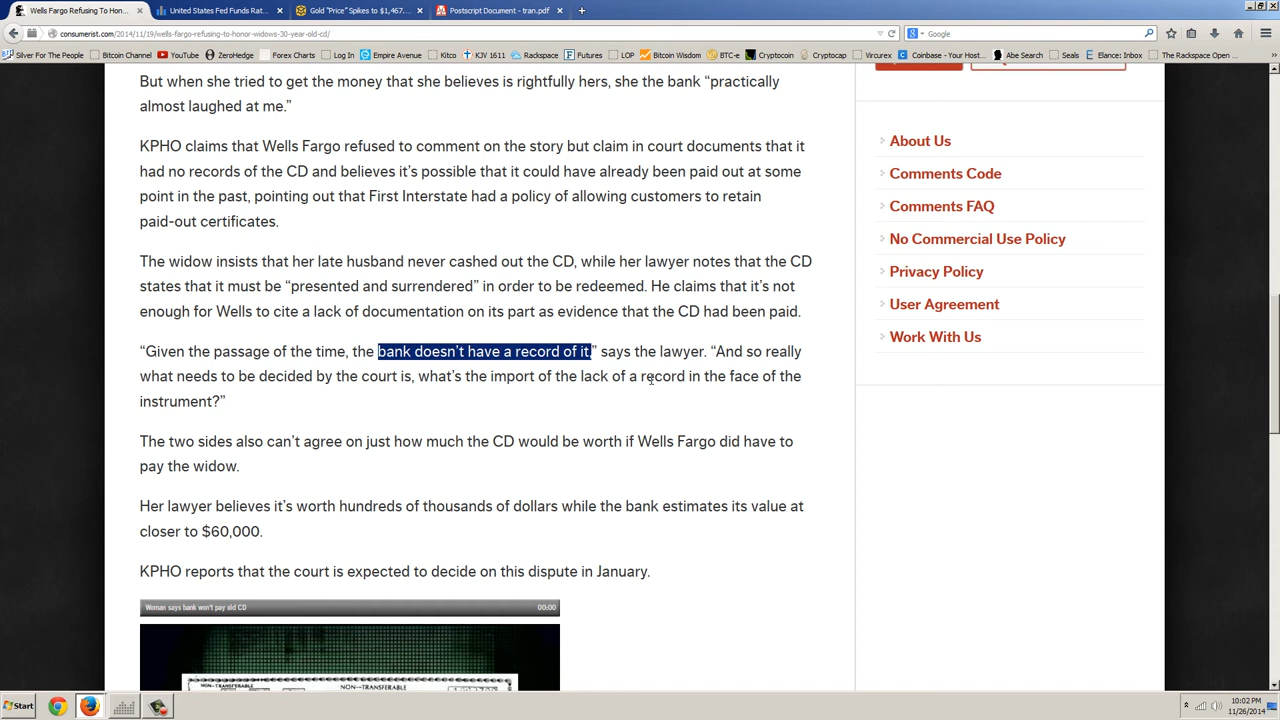 Wells Fargo Refusing To Hon...
United States Fed Funds Rat...
Gold "Price" Spikes to $1,467...
Postscript Document - tran.pdf
consumerist.com/2014/11/19/wells-fargo-refusing-to-honor-widows-30-year-old-cd/
Google
Silver For The People
Bitcoin Channel
YouTube
ZeroHedge
Forex Charts
Log In
Empire Avenue
KJV 1611
Rackspace
Futures
LOP
Bitcoin Wisdom
BTC-e
Cryptocoin
Cryptopap
Vircurex
Coinbase - Your Host...
Abe Search
Seals
Elance: Inbox
The Rackspace Open ...
But when she tried to get the money that she believes is rightfully hers, she the bank “practically
almost laughed at me.”
KPHO claims that Wells Fargo refused to comment on the story but claim in court documents that it
had no records of the CD and believes it’s possible that it could have already been paid out at some
point in the past, pointing out that First Interstate had a policy of allowing customers to retain
paid-out certificates.
The widow insists that her late husband never cashed out the CD, while her lawyer notes that the CD
states that it must be “presented and surrendered” in order to be redeemed. He claims that it’s not
enough for Wells to cite a lack of documentation on its part as evidence that the CD had been paid.
“Given the passage of the time, the bank doesn’t have a record of it,” says the lawyer. “And so really
what needs to be decided by the court is, what’s the import of the lack of a record in the face of the
instrument?”
The two sides also can’t agree on just how much the CD would be worth if Wells Fargo did have to
pay the widow.
Her lawyer believes it’s worth hundreds of thousands of dollars while the bank estimates its value at
closer to $60,000.
KPHO reports that the court is expected to decide on this dispute in January.
Woman says bank won't pay old CD
00:00
NON-TRANSFERABLE
NON-TRANSFERABLE
About Us
Comments Code
Comments FAQ
No Commercial Use Policy
Privacy Policy
User Agreement
Work With Us
Start
10:02 PM
11/26/2014